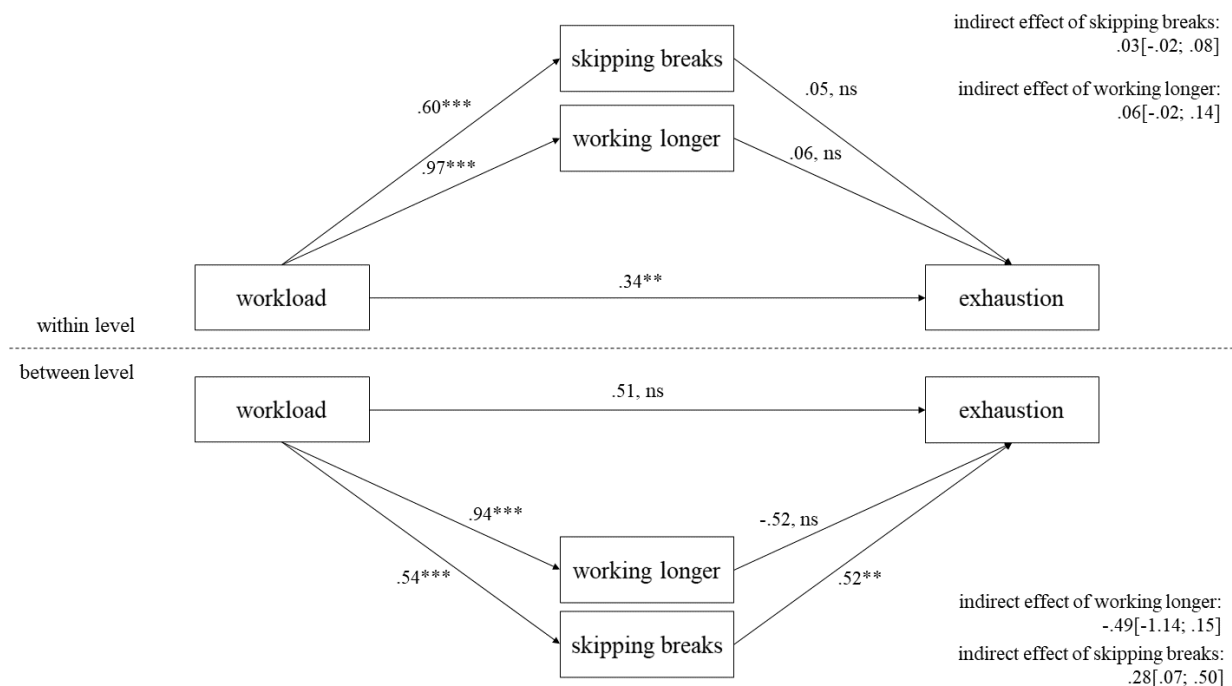 indirect effect of skipping breaks:
.03[-.02; .08]
skipping breaks
.05, ns
indirect effect of working longer:
.06[-.02; .14]
.60***
working longer
.97***
.06, ns
workload
.34**
exhaustion
within level
between level
workload
.51, ns
exhaustion
.94***
-.52, ns
.54***
working longer
.52**
indirect effect of working longer:
-.49[-1.14; .15]
skipping breaks
indirect effect of skipping breaks:
.28[.07; .50]